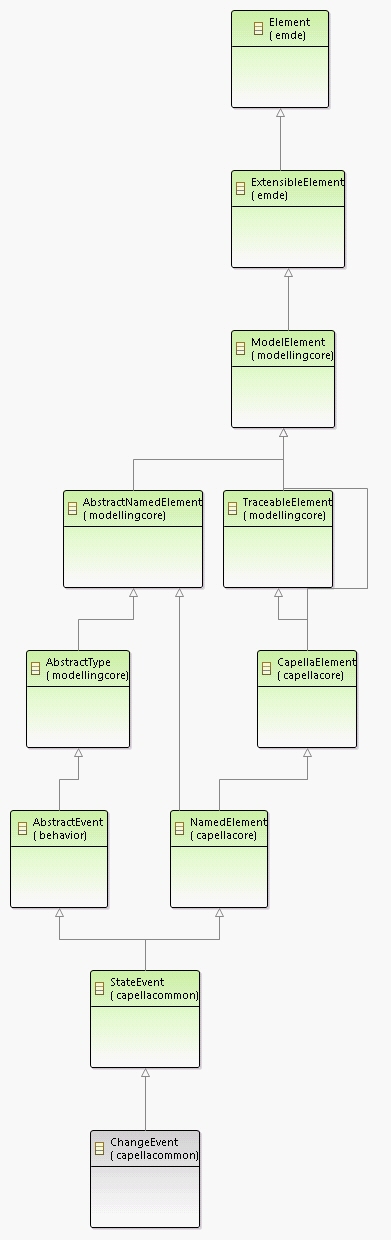 Element
( emde)
ExtensibleElement
( emde)
ModelElement
( modellingcore)
AbstractNamedElement
( modellingcore)
TraceableElement
( modellingcore)
AbstractType
( modellingcore)
CapellaElement
( capellacore)
AbstractEvent
( behavior)
NamedElement
( capellacore)
StateEvent
( capellacommon)
ChangeEvent
( capellacommon)